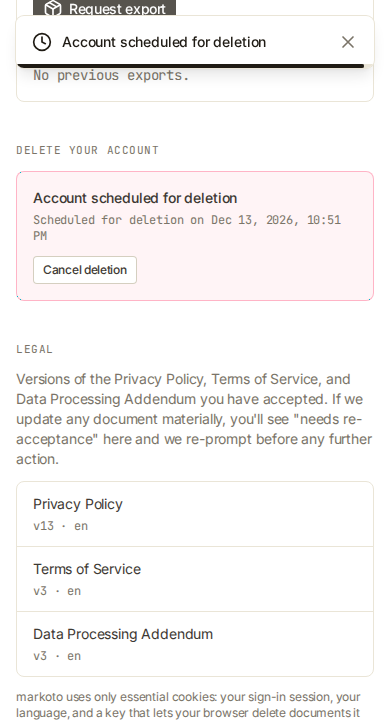 Request export
Account scheduled for deletion
No previous exports.
DELETE YOUR ACCOUNT
Account scheduled for deletion
Scheduled for deletion on Dec 13, 2026, 10:51
PM
Cancel deletion
LEGAL
Versions of the Privacy Policy, Terms of Service, and
Data Processing Addendum you have accepted. If we
update any document materially, you'll see "needs re-
acceptance" here and we re-prompt before any further
action.
Privacy Policy
v13 · en
Terms of Service
v3 · en
Data Processing Addendum
v3 · en
markoto uses only essential cookies: your sign-in session, your
language, and a key that lets your browser delete documents it